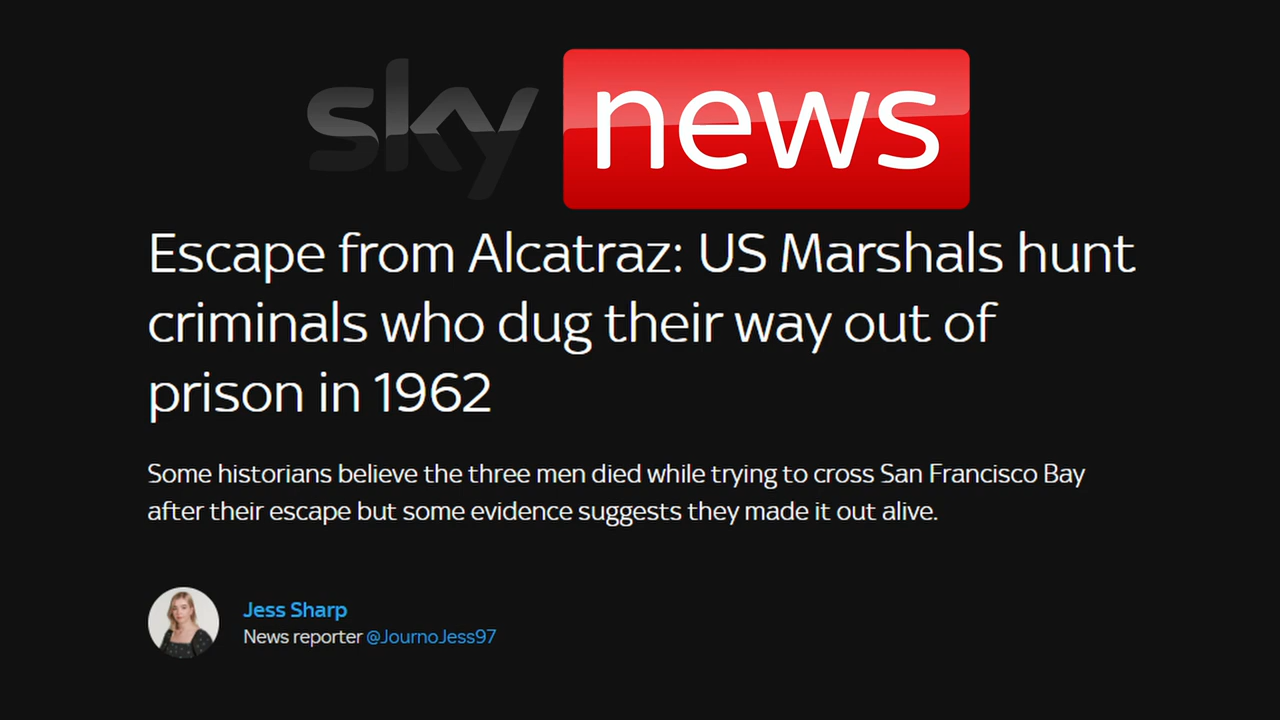 sky news
Escape from Alcatraz: US Marshals hunt
criminals who dug their way out of
prison in 1962
Some historians believe the three men died while trying to cross San Francisco Bay
after their escape but some evidence suggests they made it out alive.
Jess Sharp
News reporter @JournoJess97